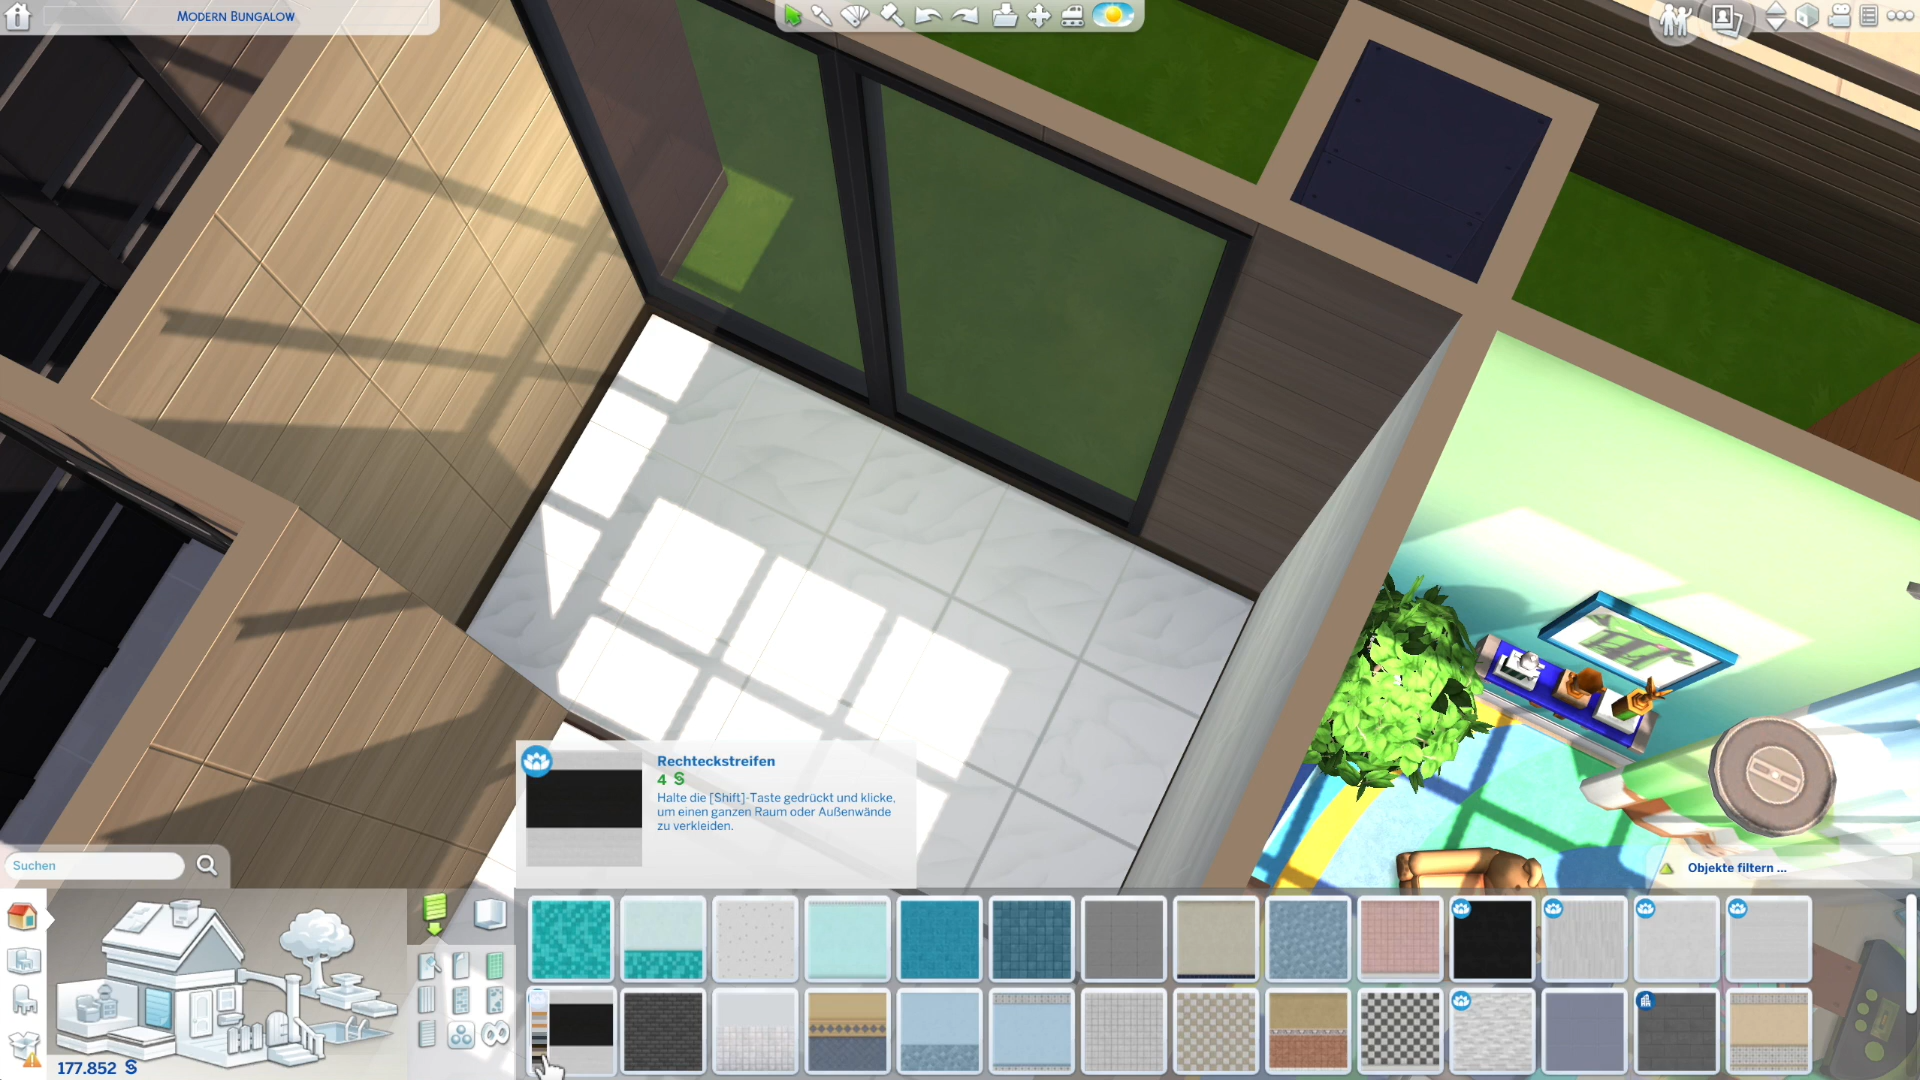 Modern Bungalow
Rechteckstreifen
4 $
Halte die [Shift]-Taste gedrückt und klicke,
um einen ganzen Raum oder Außenwände
zu verkleiden.
Suchen
Objekte filtern ...
177.852 $